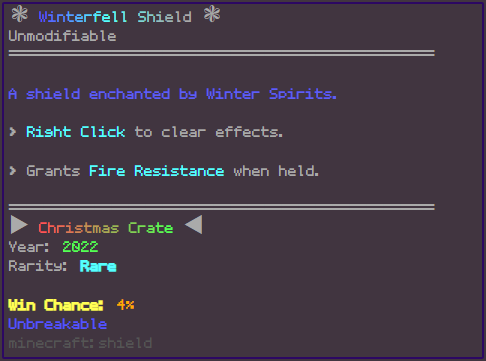 ❃ Winterfell Shield ❃
Unmodifiable
A shield enchanted by Winter Spirits.
> Right Click to clear effects.
> Grants Fire Resistance when held.
▶ Christmas Crate ◀
Year: 2022
Rarity: Rare
Win Chance: 4%
Unbreakable
minecraft:shield